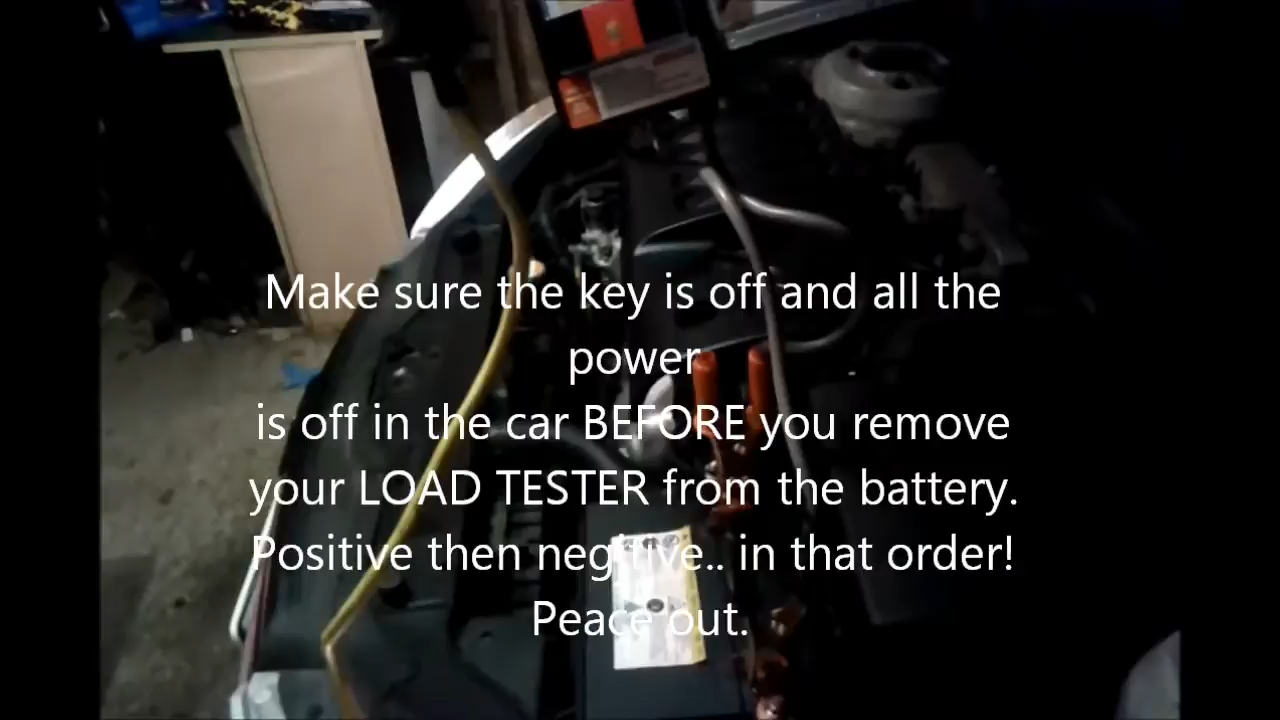 Make sure the key is off and all the
power
is off in the car BEFORE you remove
your LOAD TESTER from the battery.
Positive then negitive.. in that order!
Peace out.